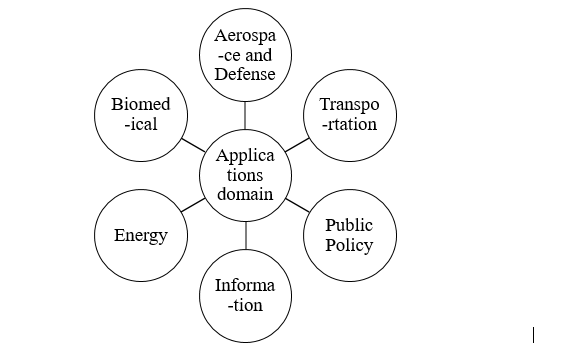 Aerospa
-ce and
Defense
Biomed
-ical
Transpo
-rtation
Applica
tions
domain
Energy
Public
Policy
Informa
-tion